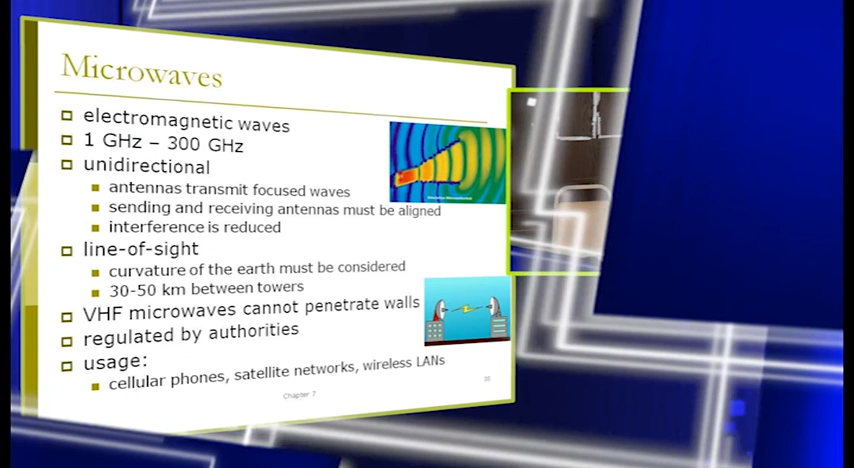 Microwaves
electromagnetic waves
1 GHz – 300 GHz
unidirectional
antennas transmit focused waves
sending and receiving antennas must be aligned
interference is reduced
line-of-sight
curvature of the earth must be considered
30-50 km between towers
VHF microwaves cannot penetrate walls
regulated by authorities
usage:
cellular phones, satellite networks, wireless LANs
Chapter 7